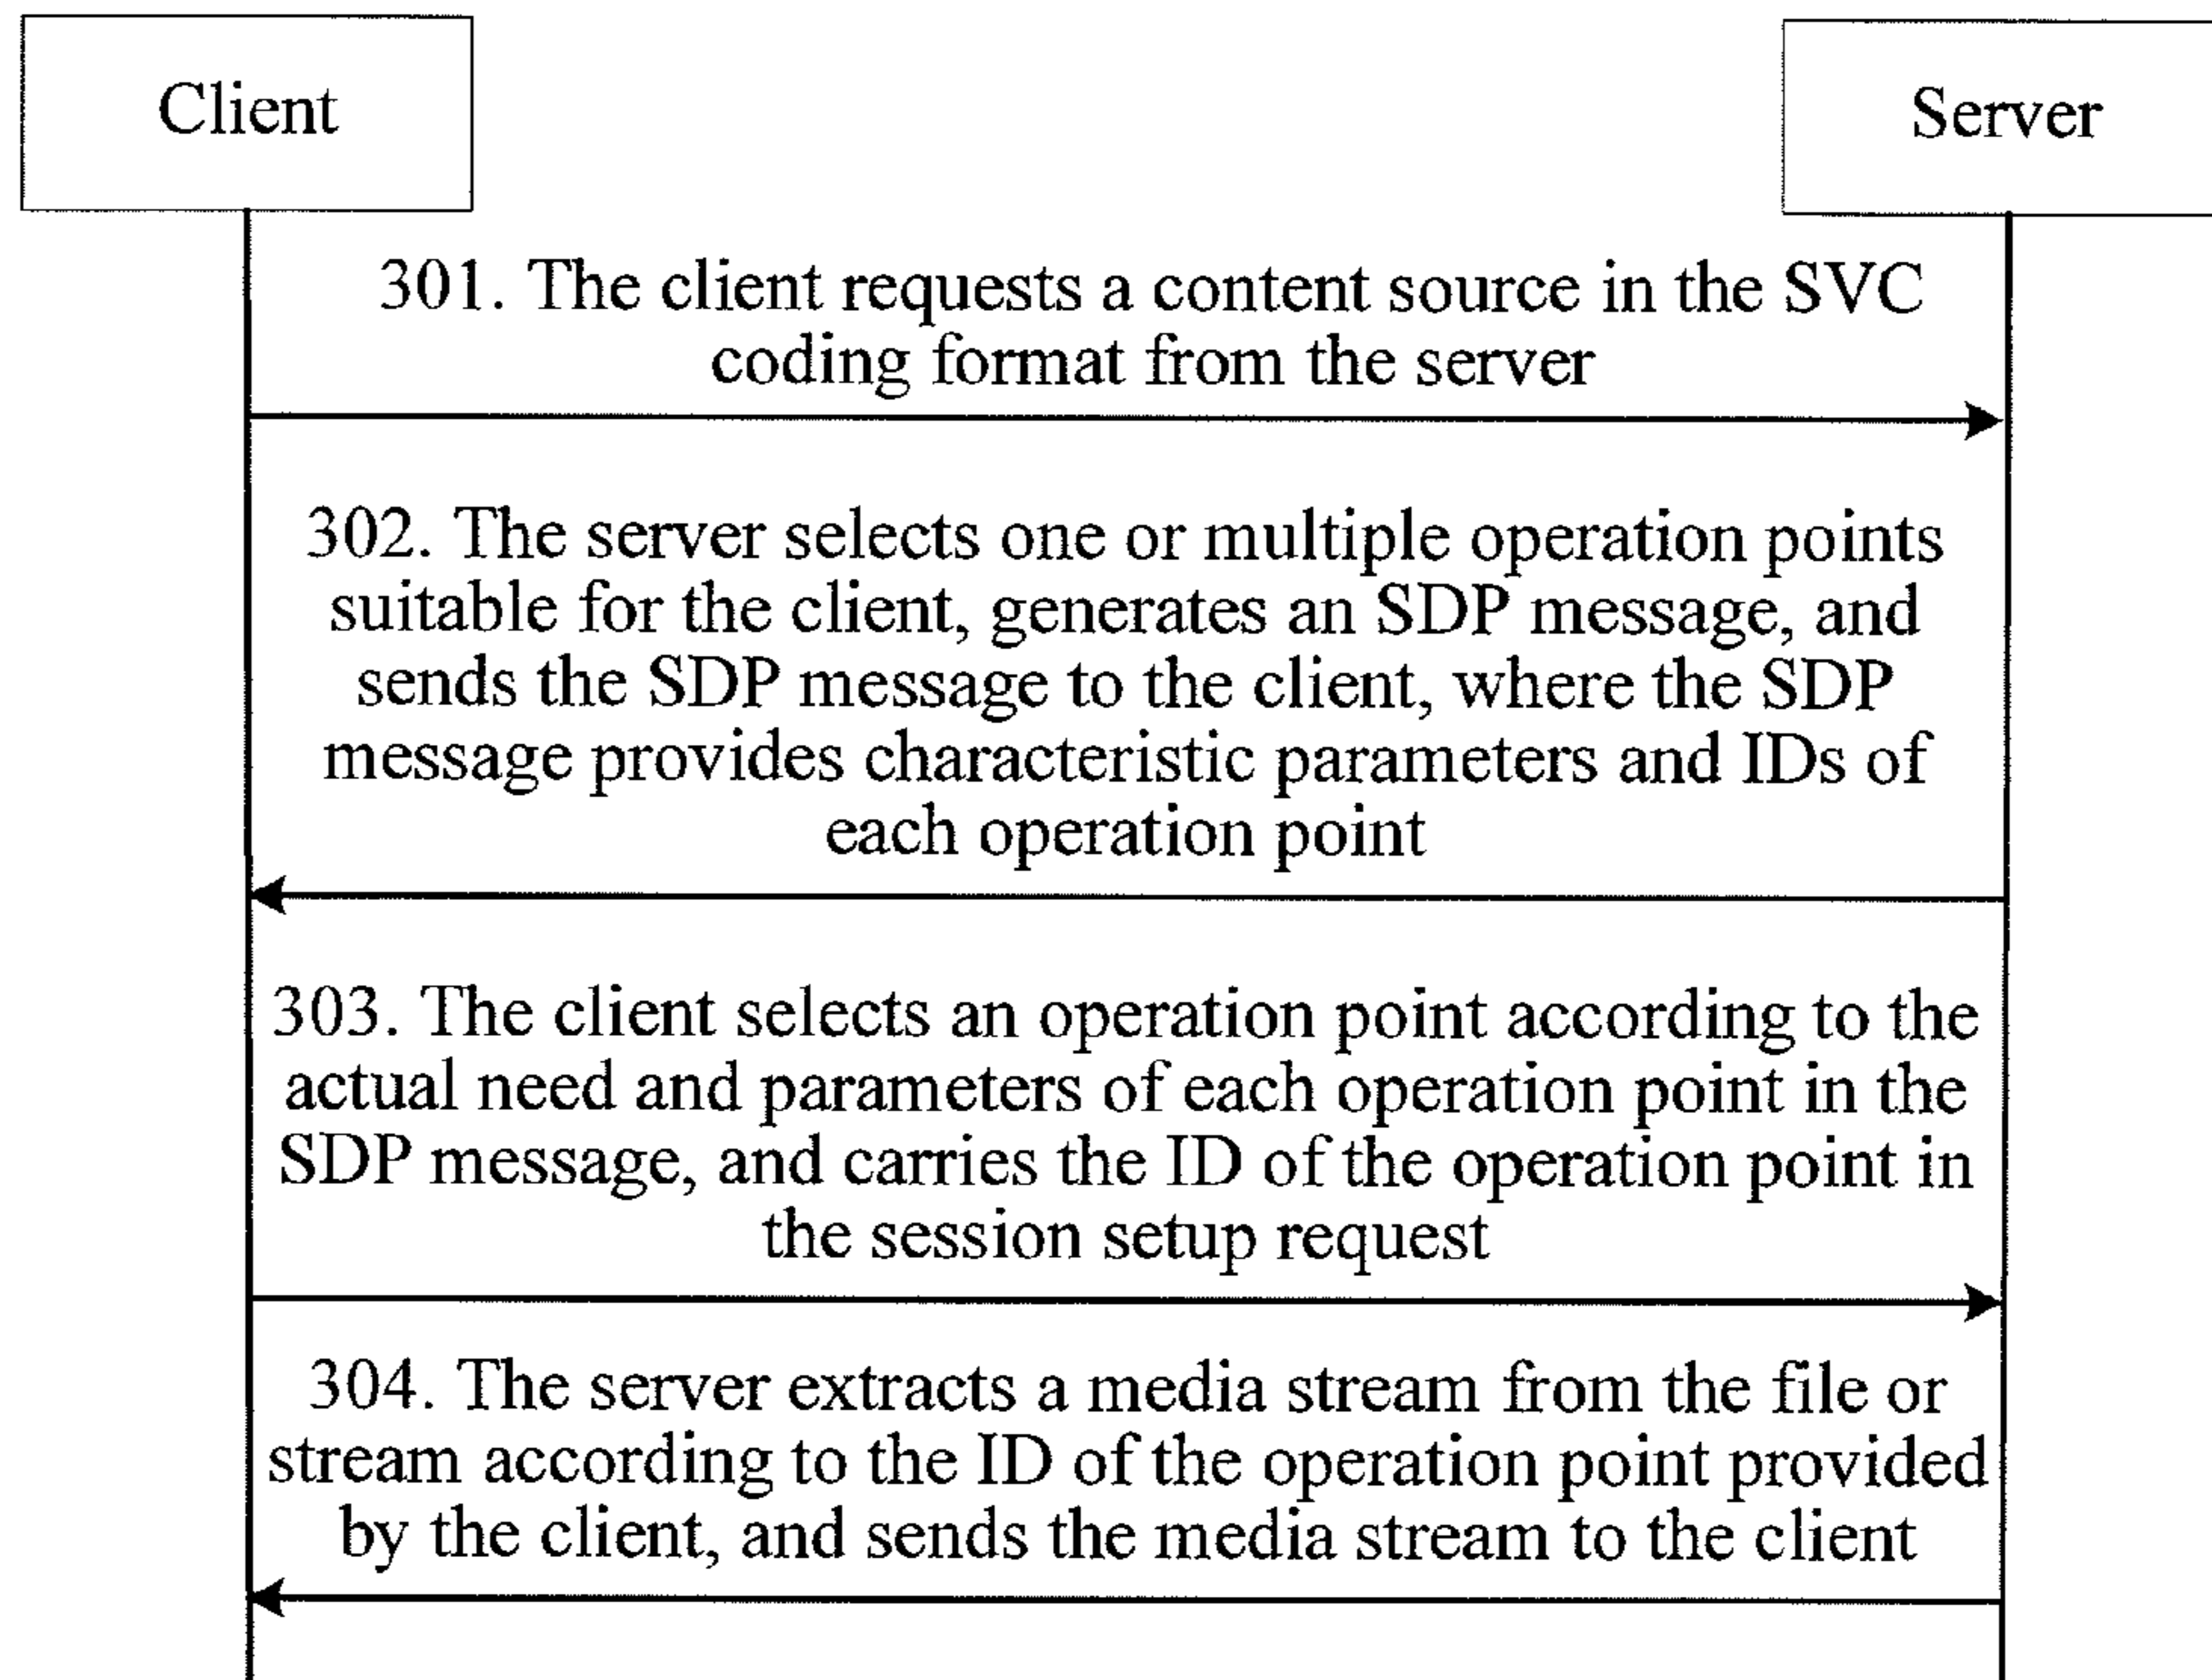 Client
Server
301. The client requests a content source in the SVC
coding format from the server
302. The server selects one or multiple operation points
suitable for the client, generates an SDP message, and
sends the SDP message to the client, where the SDP
message provides characteristic parameters and IDs of
each operation point
303. The client selects an operation point according to the
actual need and parameters of each operation point in the
SDP message, and carries the ID of the operation point in
the session setup request
304. The server extracts a media stream from the file or
stream according to the ID of the operation point provided
by the client, and sends the media stream to the client